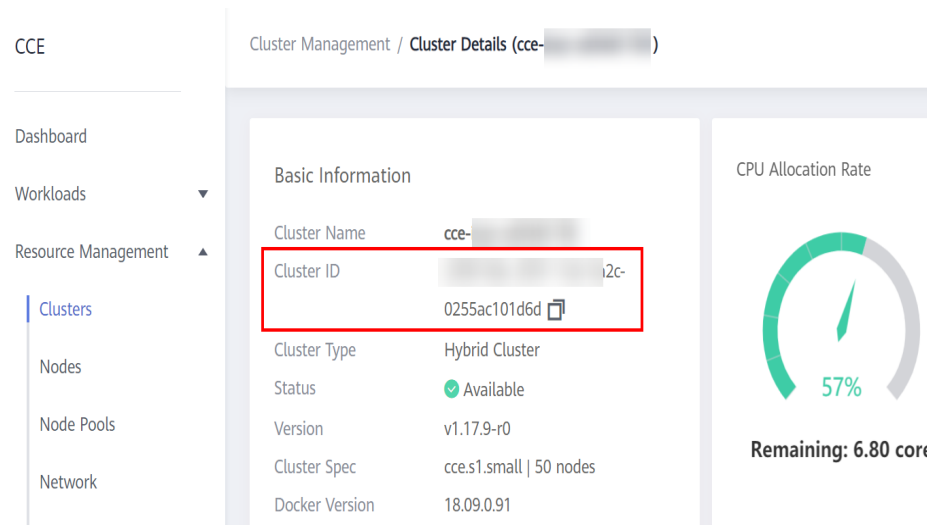 CCE
Cluster Management / Cluster Details (cce- )
Dashboard
Workloads
Resource Management
Clusters
Nodes
Node Pools
Network
Basic Information
Cluster Name cce-
Cluster ID a2c-
0255ac101d6d
Cluster Type Hybrid Cluster
Status Available
Version v1.17.9-r0
Cluster Spec cce.s1.small | 50 nodes
Docker Version 18.09.0.91
CPU Allocation Rate
57%
Remaining: 6.80 core